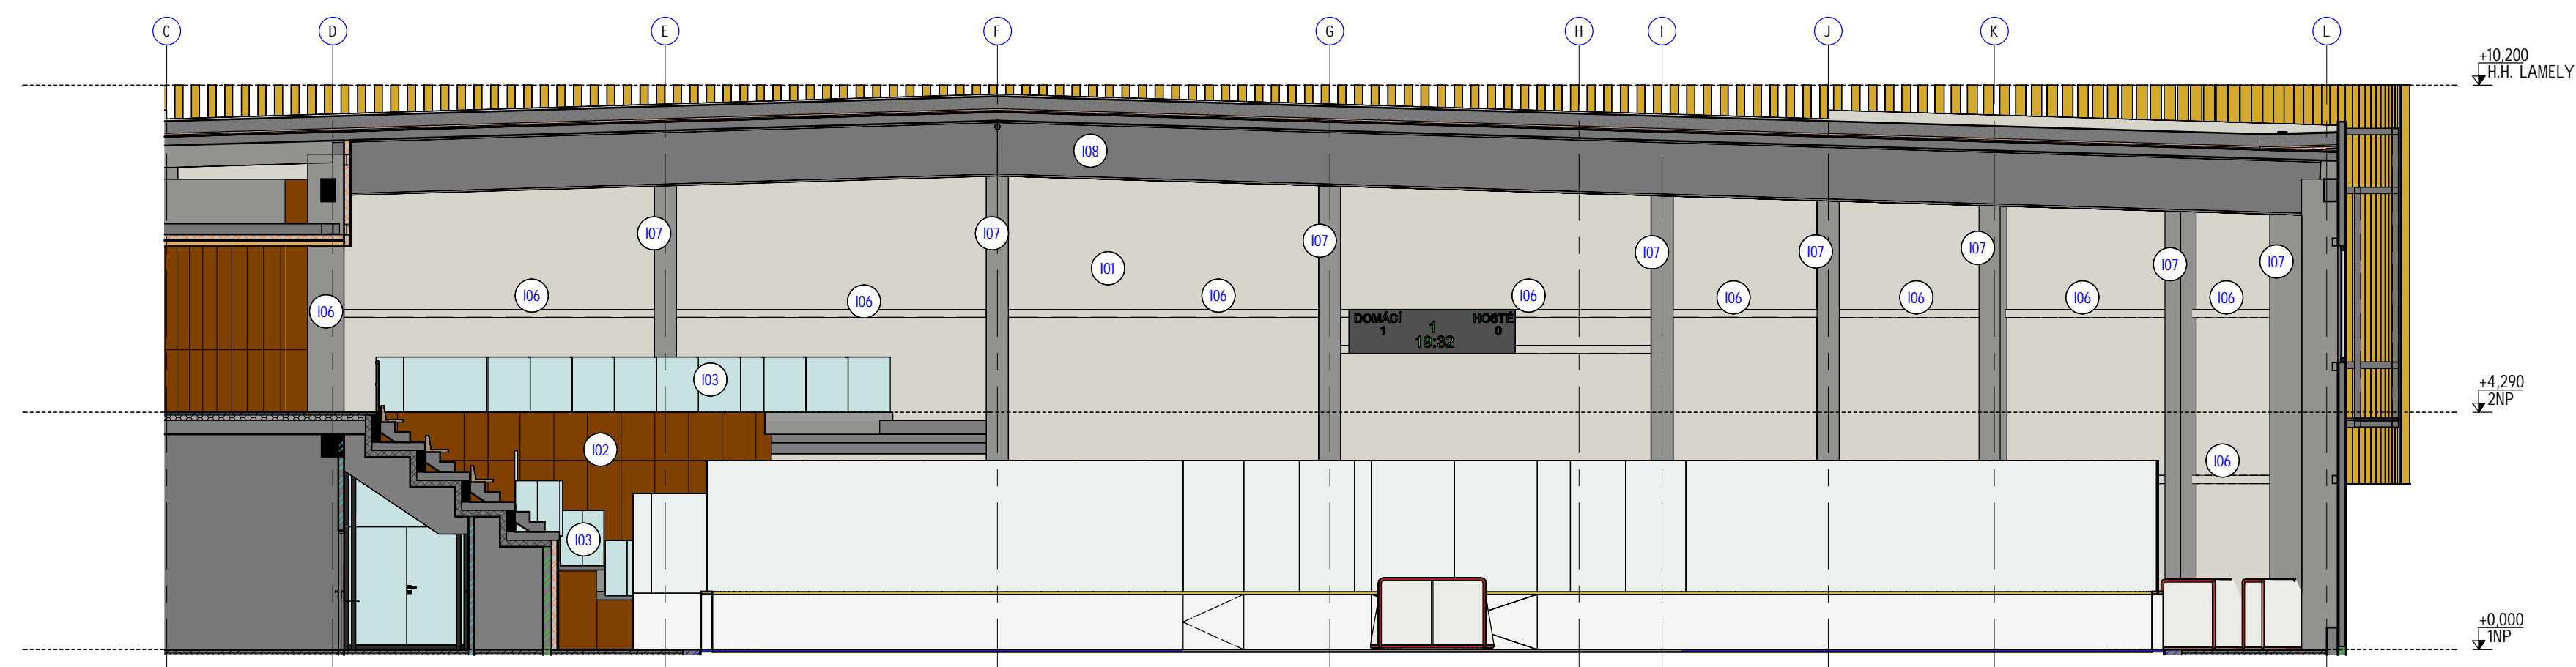 C D E F G H I J K L
+10,200
H.H. LAMELY
I08
I07 I07 I07 I07 I07 I07 I07 I07
I01
I06 I06 I06 I06 I06 I06 I06 I06 I06
DOMÁCÍ HOSTÉ
1 1 0
19:32
I03
+4,290
2NP
I02
I06
I03
+0,000
1NP